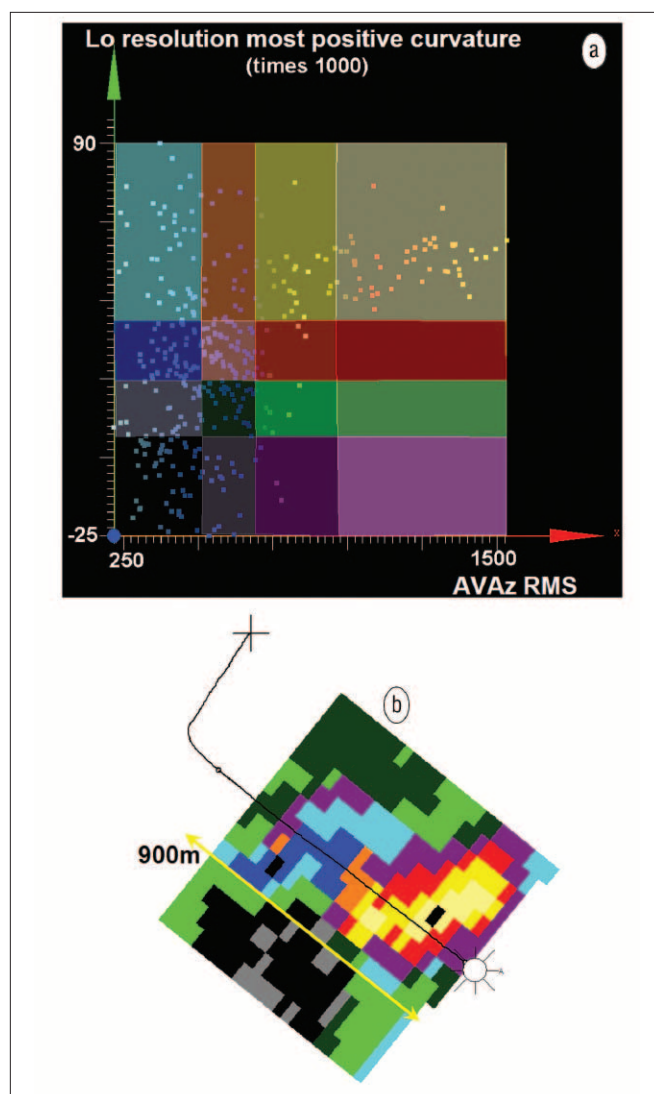 Lo resolution most positive curvature
(times 1000)
a
90
-25
250
1500
x
AVAz RMS
b
900m